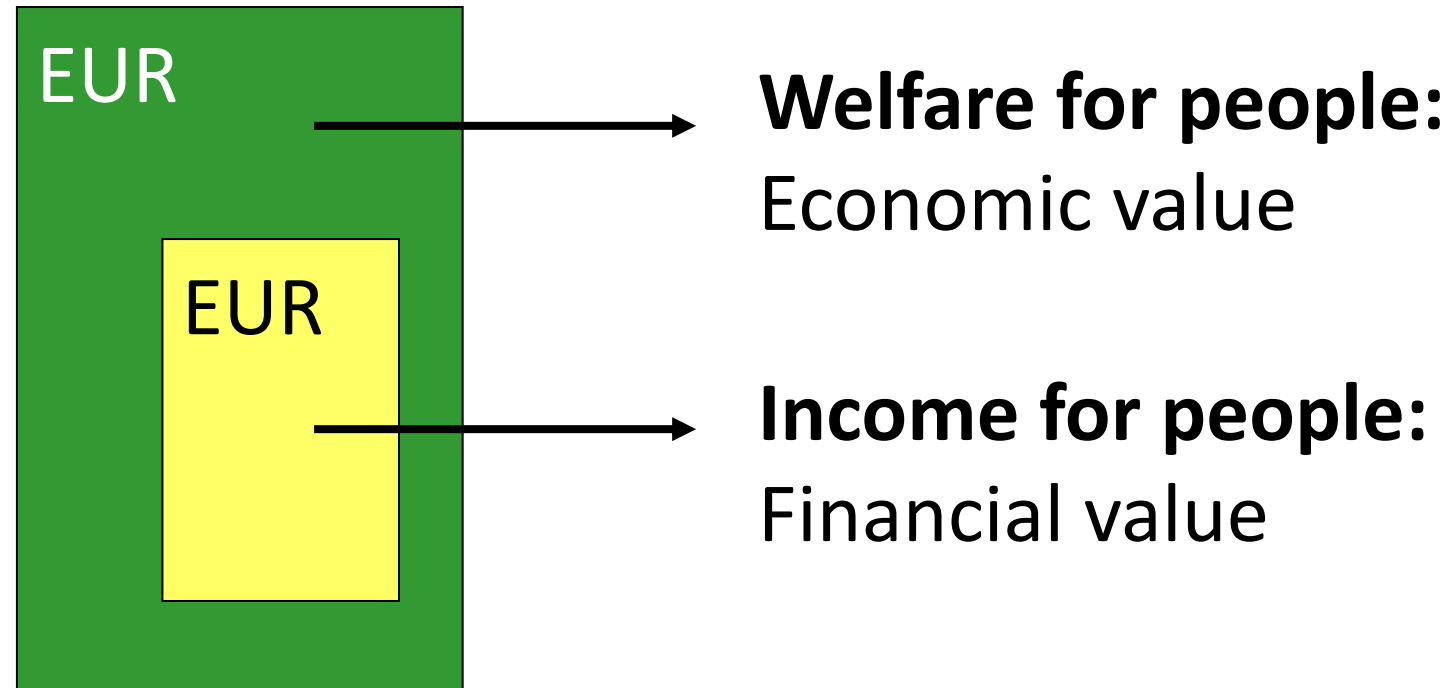 EUR
Welfare for people:
Economic value
EUR
Income for people:
Financial value